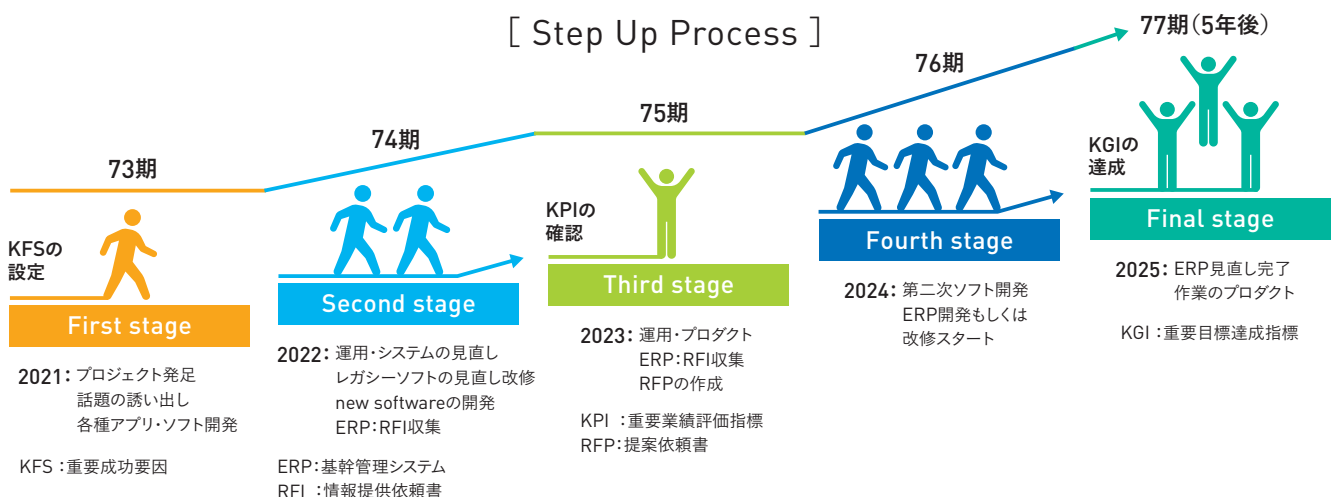 [ Step Up Process ]
73期
KFSの
設定
First stage
2021：プロジェクト発足
話題の誘い出し
各種アプリ・ソフト開発
KFS：重要成功要因
74期
Second stage
2022：運用・システムの見直し
レガシーソフトの見直し改修
new softwareの開発
ERP：RFI収集
ERP：基幹管理システム
RFI：情報提供依頼書
75期
KPIの
確認
Third stage
2023：運用・プロダクト
ERP：RFI収集
RFPの作成
KPI：重要業績評価指標
RFP：提案依頼書
76期
Fourth stage
2024：第二次ソフト開発
ERP開発もしくは
改修スタート
77期（5年後）
KGIの
達成
Final stage
2025：ERP見直し完了
作業のプロダクト
KGI：重要目標達成指標